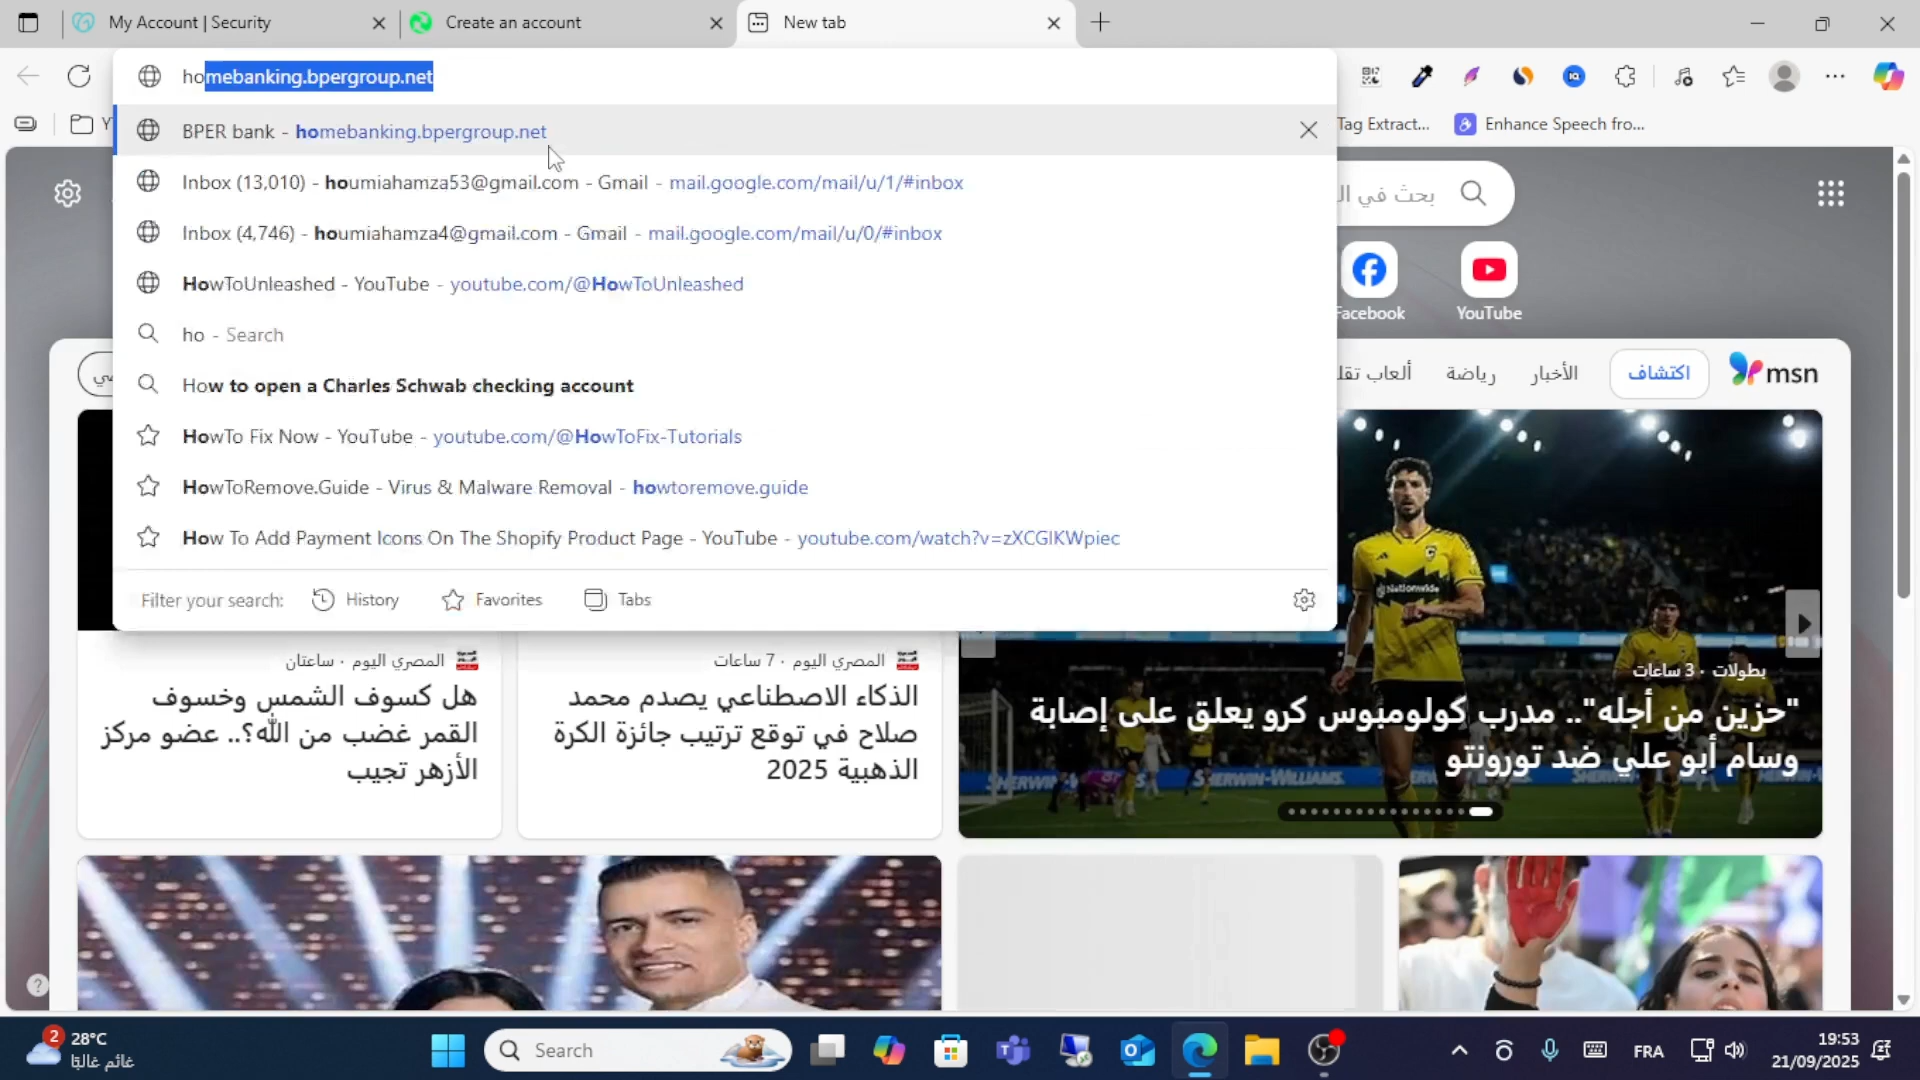 My Account | Security
Create an account
New tab
homebanking.bpergroup.net
BPER bank - homebanking.bpergroup.net
Inbox (13,010) - houmiahamza53@gmail.com - Gmail - mail.google.com/mail/u/1/#inbox
Inbox (4,746) - houmiahamza4@gmail.com - Gmail - mail.google.com/mail/u/0/#inbox
HowToUnleashed - YouTube - youtube.com/@HowToUnleashed
ho - Search
How to open a Charles Schwab checking account
HowTo Fix Now - YouTube - youtube.com/@HowToFix-Tutorials
HowToRemove.Guide - Virus & Malware Removal - howtoremove.guide
How To Add Payment Icons On The Shopify Product Page - YouTube - youtube.com/watch?v=zXCGIKWpiec
Filter your search: History Favorites Tabs
Tag Extract...
Enhance Speech fro...
بحث في
Facebook
YouTube
msn
اكتشاف
الأخبار
رياضة
ألعاب
بطولات · 3 ساعات
"حزين من أجله".. مدرب كولومبوس كرو يعلق على إصابة
وسام أبو علي ضد تورونتو
Nationwide
SHERWIN-WILLIAMS.
المصري اليوم · 7 ساعات
الذكاء الاصطناعي يصدم محمد
صلاح في توقع ترتيب جائزة الكرة
الذهبية 2025
المصري اليوم · ساعتان
هل كسوف الشمس وخسوف
القمر غضب من الله؟.. عضو مركز
الأزهر تجيب
2
28°C
غائم غالبًا
Search
FRA
19:53
21/09/2025